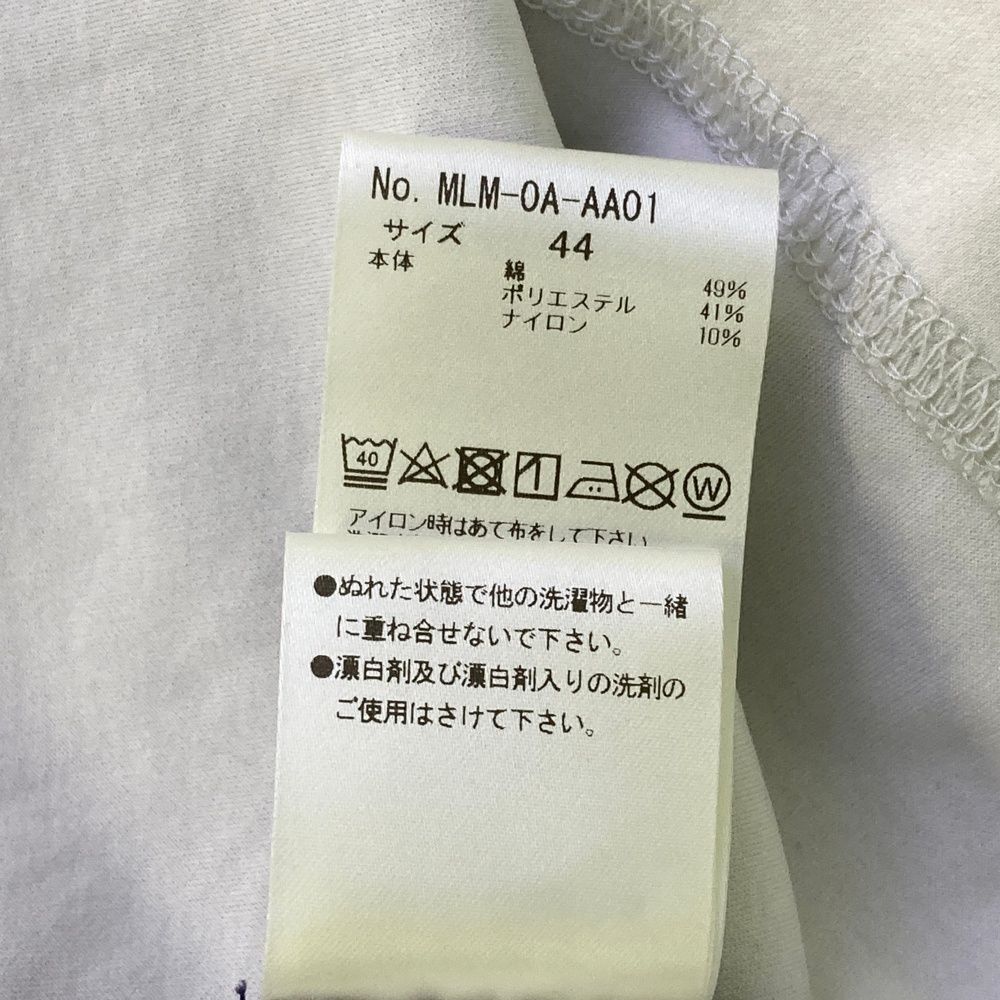 No. MLM-0A-AA01
サイズ 44
本体 綿 49%
ポリエステル 41%
ナイロン 10%
40
W
アイロン時はあて布をして下さい
●ぬれた状態で他の洗濯物と一緒
に重ね合せないで下さい。
●漂白剤及び漂白剤入りの洗剤の
ご使用はさけて下さい。